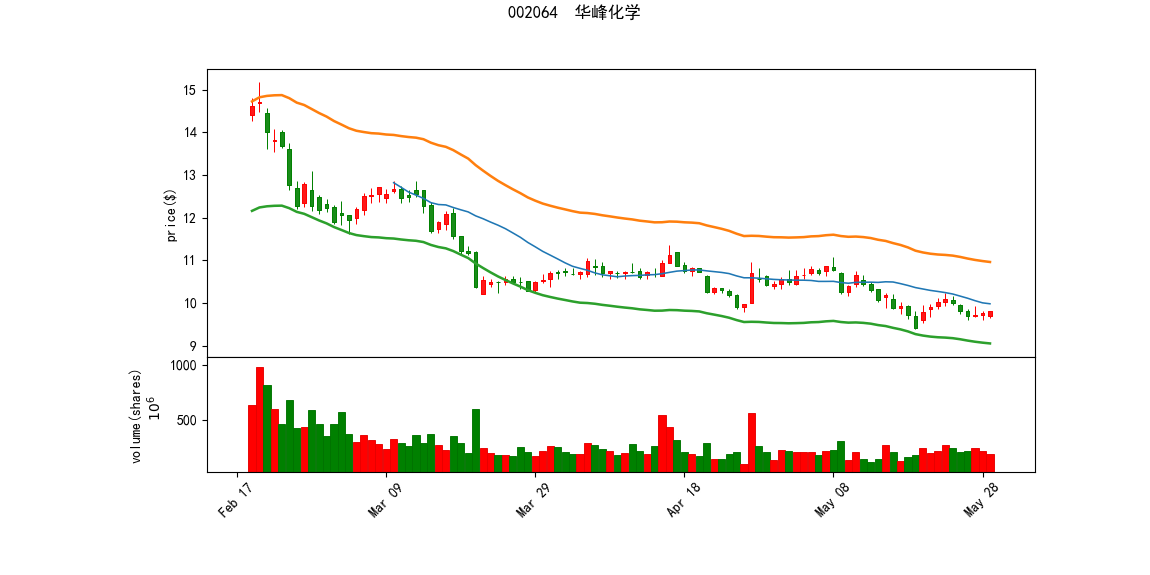 002064 华峰化学
price($)
15
14
13
12
11
10
9
volume(shares)
10^6
1000
500
Feb 17
Mar 09
Mar 29
Apr 18
May 08
May 28